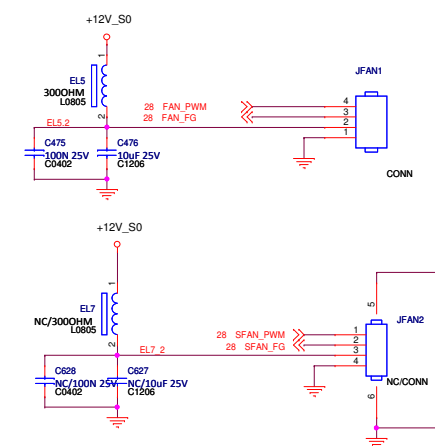 +12V_S0
1
EL5
300OHM
L0805
2
EL5.2
C475
100N 25V
C0402
C476
10uF 25V
C1206
28 FAN_PWM
28 FAN_FG
JFAN1
4
3
2
1
CONN
+12V_S0
1
EL7
NC/300OHM
L0805
2
EL7_2
C628
NC/100N 25V
C0402
C627
NC/10uF 25V
C1206
28 SFAN_PWM
28 SFAN_FG
5
JFAN2
1
2
3
4
NC/CONN
6